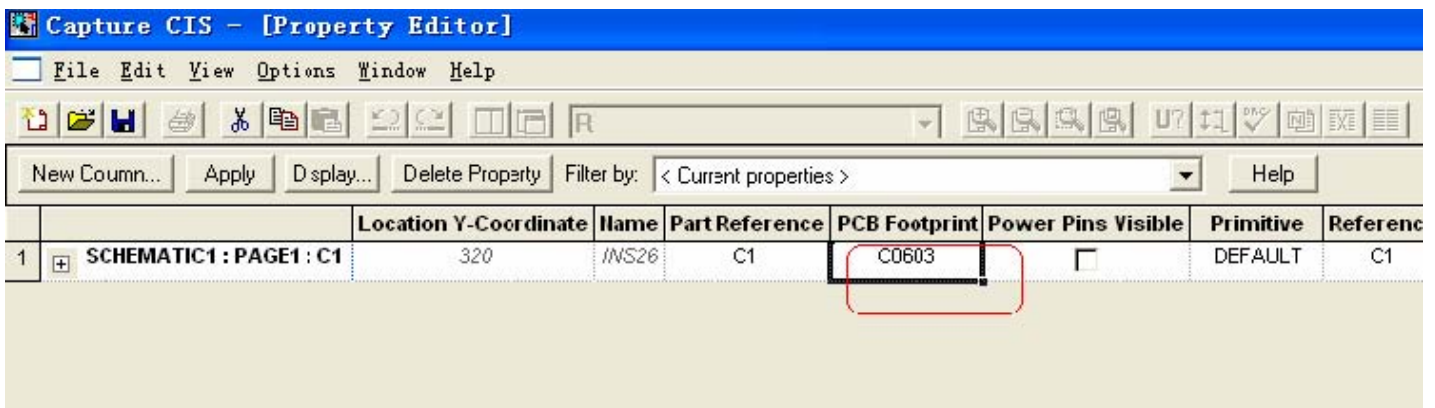 Capture CIS - [Property Editor]
File Edit View Options Window Help
R U? DRC
New Coumn... Apply D splay... Delete Property Filter by: < Current properties > Help
Location Y-Coordinate Name Part Reference PCB Footprint Power Pins Visible Primitive Referenc
1 + SCHEMATIC1 : PAGE1 : C1 320 INS26 C1 C0603 DEFAULT C1